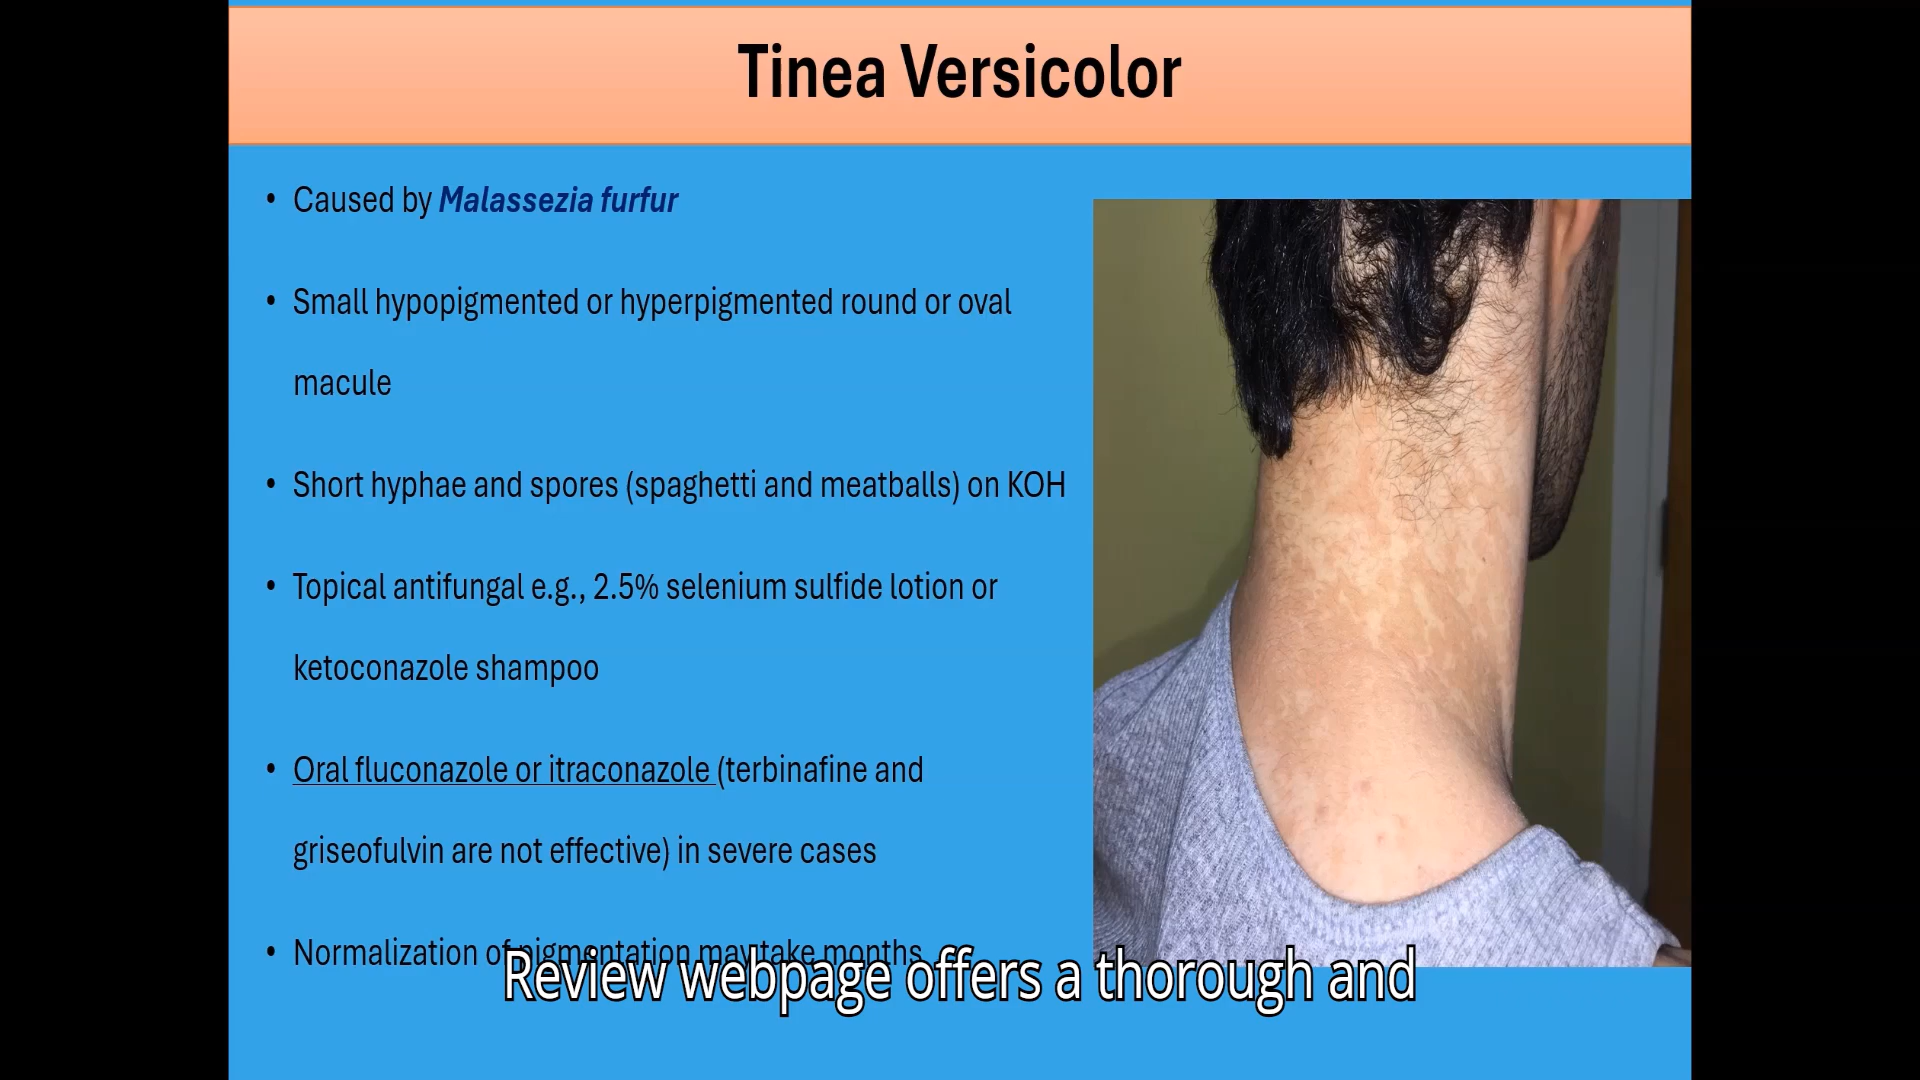 Tinea Versicolor
• Caused by Malassezia furfur
• Small hypopigmented or hyperpigmented round or oval
macule
• Short hyphae and spores (spaghetti and meatballs) on KOH
• Topical antifungal e.g., 2.5% selenium sulfide lotion or
ketoconazole shampoo
• Oral fluconazole or itraconazole (terbinafine and
griseofulvin are not effective) in severe cases
• Normalization of pigmentation may take months
Review webpage offers a thorough and